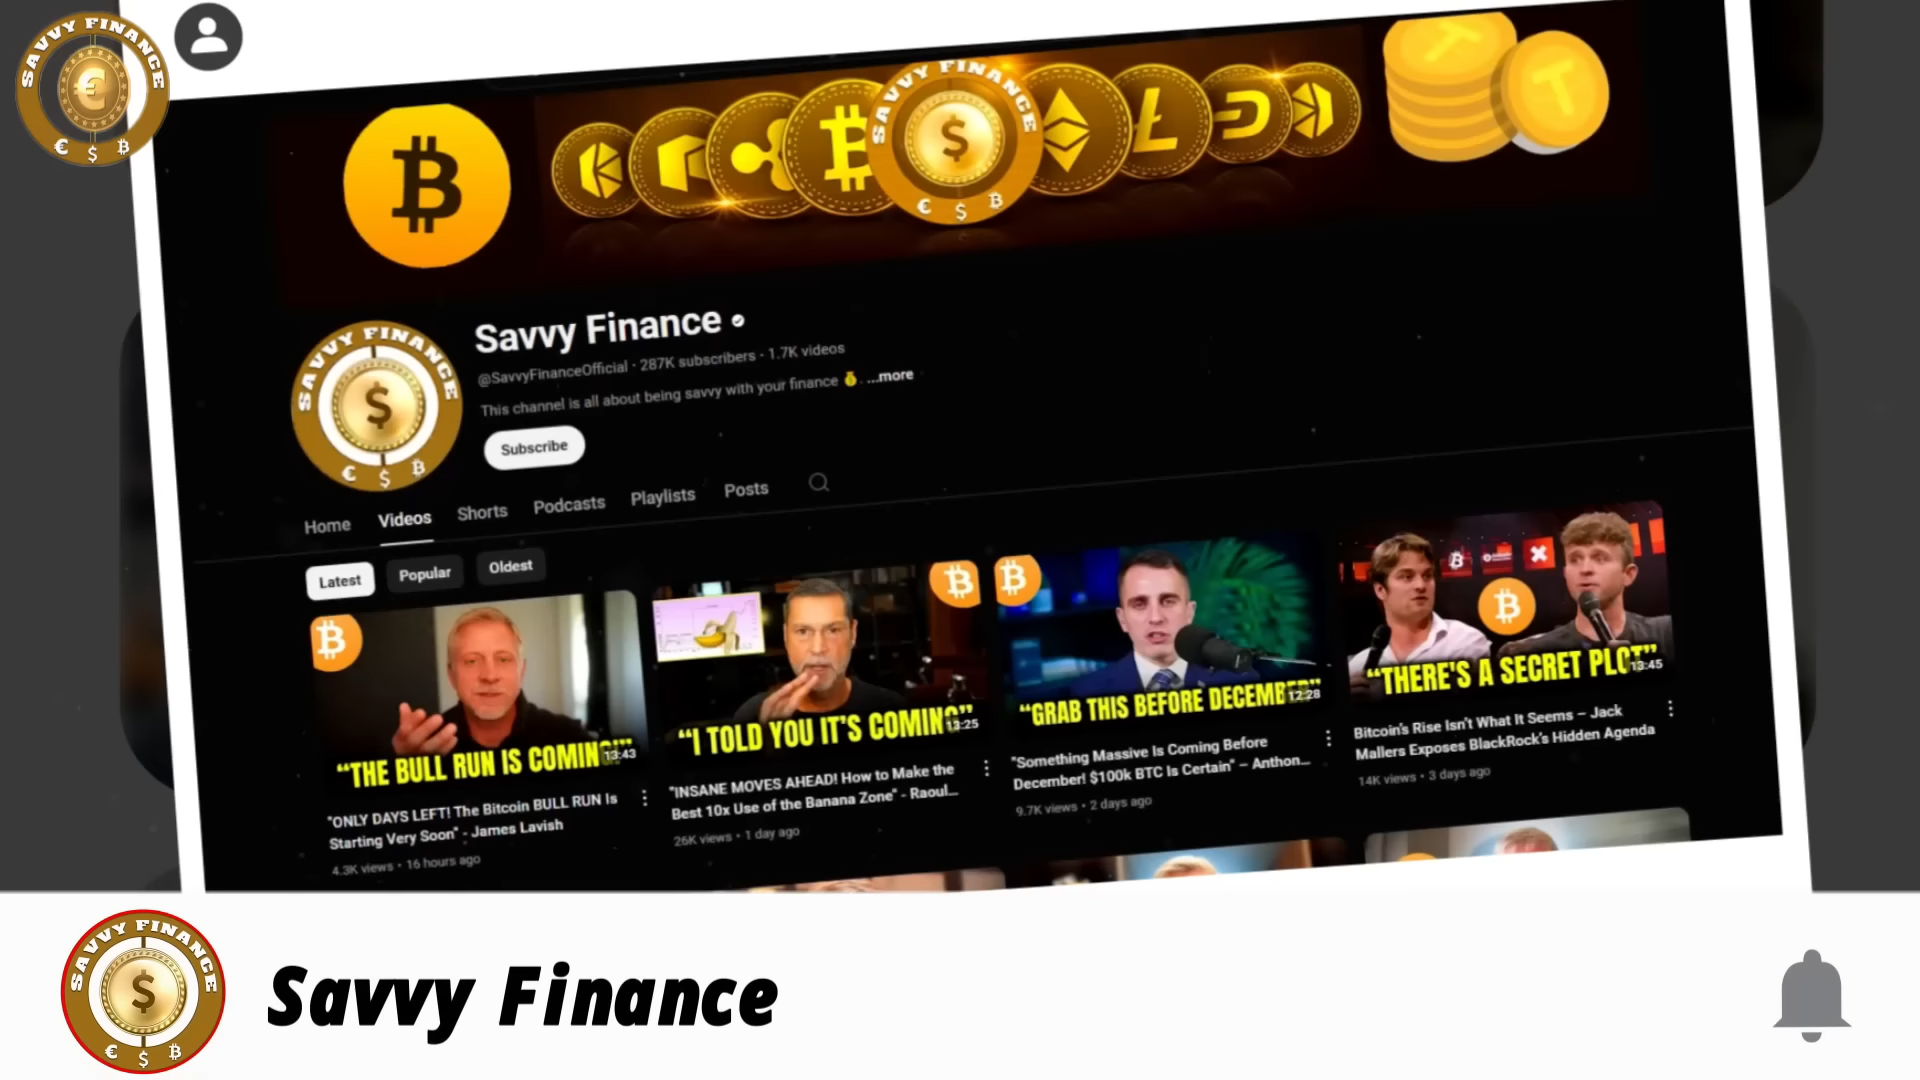 SAVVY FINANCE
€
€ $ ₿
SAVVY FINANCE
$
€ $ ₿
SAVVY FINANCE
$
€ $ ₿
Savvy Finance
@SavvyFinanceOfficial · 287K subscribers · 1.7K videos
This channel is all about being savvy with your finance 💰. ...more
Subscribe
Home Videos Shorts Podcasts Playlists Posts
Latest Popular Oldest
“THE BULL RUN IS COMING”
13:43
"ONLY DAYS LEFT! The Bitcoin BULL RUN Is
Starting Very Soon" - James Lavish
4.3K views • 16 hours ago
“I TOLD YOU IT’S COMING”
13:25
"INSANE MOVES AHEAD! How to Make the
Best 10x Use of the Banana Zone" - Raoul...
26K views • 1 day ago
“GRAB THIS BEFORE DECEMBER”
12:28
"Something Massive Is Coming Before
December! $100k BTC Is Certain" – Anthon...
9.7K views • 2 days ago
“THERE'S A SECRET PLOT”
13:45
Bitcoin’s Rise Isn’t What It Seems – Jack
Mallers Exposes BlackRock’s Hidden Agenda
14K views • 3 days ago
SAVVY FINANCE
$
€ $ ₿
Savvy Finance